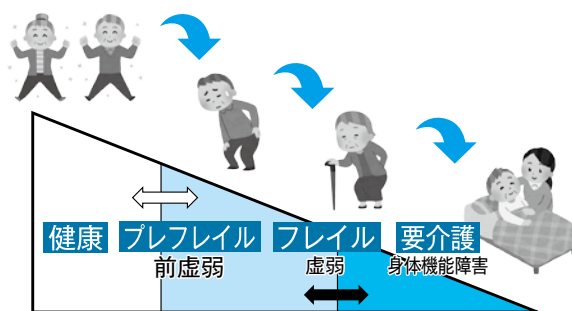 健康
プレフレイル
前虚弱
フレイル
虚弱
要介護
身体機能障害